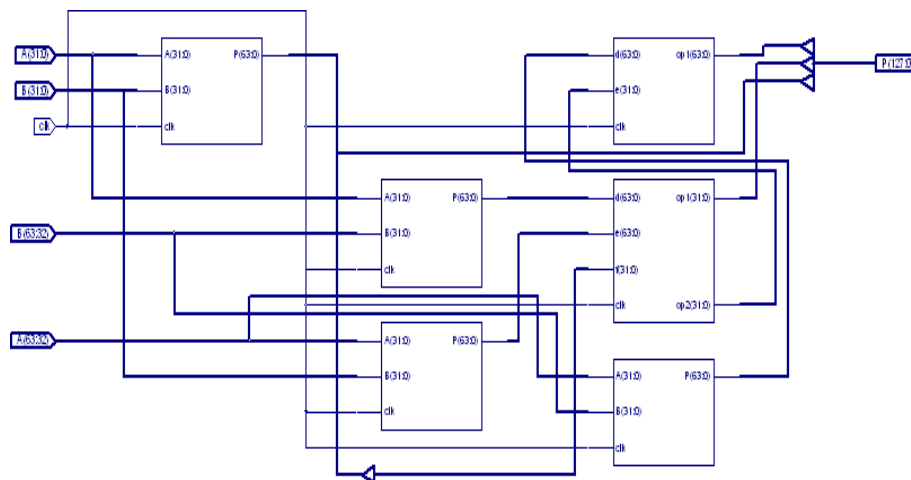 A(31:0)
B(31:0)
clk
B(63:32)
A(63:32)
A(31:0) P(63:0)
B(31:0)
clk
A(31:0) P(63:0)
B(31:0)
clk
A(31:0) P(63:0)
B(31:0)
clk
d(63:0) op1(63:0)
e(31:0)
clk
d(63:0) op1(31:0)
e(63:0)
f(31:0)
clk op2(31:0)
A(31:0) P(63:0)
B(31:0)
clk
P(127:0)